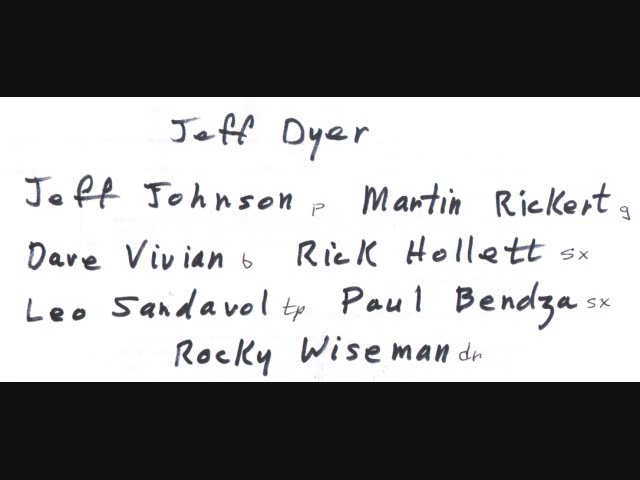 Jeff Dyer
Jeff Johnson p Martin Rickert g
Dave Vivian b Rick Hollett sx
Leo Sandavol tp Paul Bendza sx
Rocky Wiseman dr